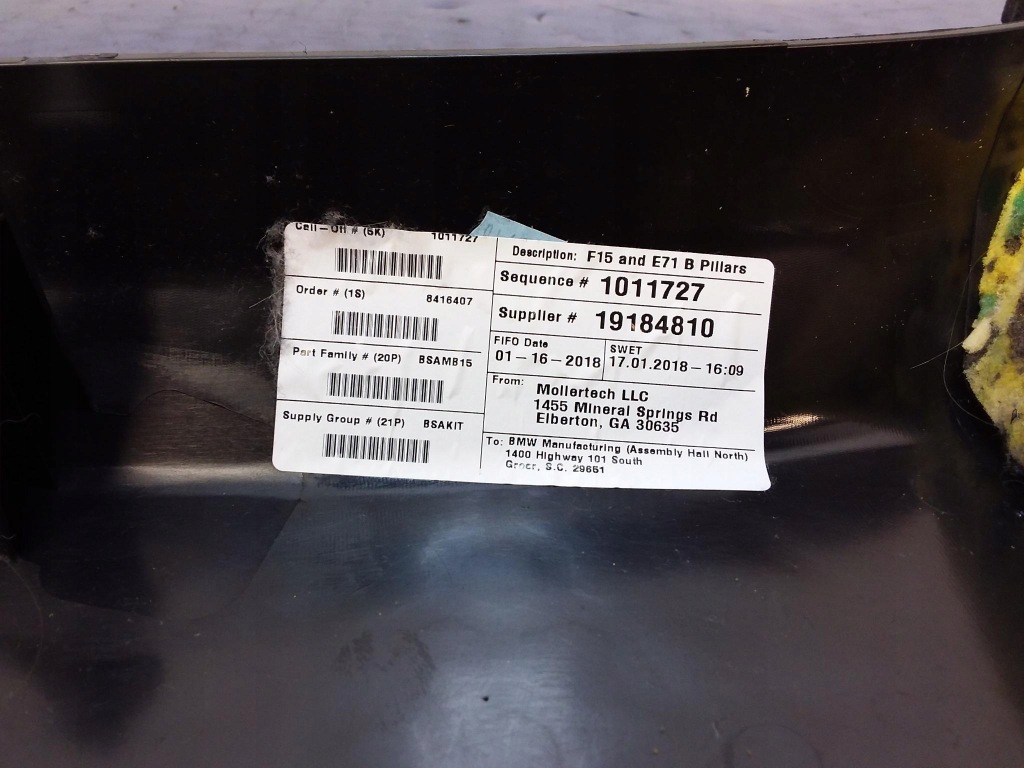 Call-Off # (5K) 1011727
Order # (1S) 8416407
Part Family # (20P) BSAMB15
Supply Group # (21P) BSAKIT
Description: F15 and E71 B Pillars
Sequence # 1011727
Supplier # 19184810
FIFO Date
01-16-2018
SWET
17.01.2018-16:09
From: Mollertech LLC
1455 Mineral Springs Rd
Elberton, GA 30635
To: BMW Manufacturing (Assembly Hall North)
1400 Highway 101 South
Greer, S.C. 29651